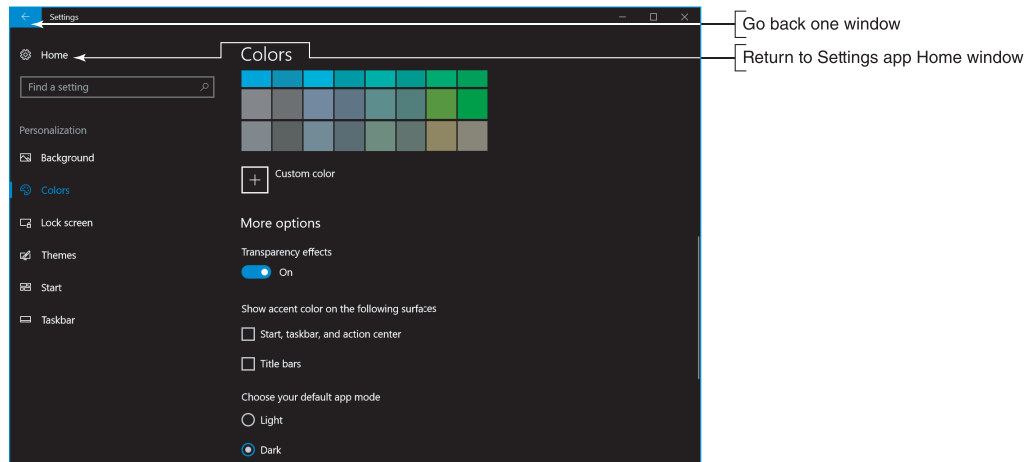 Settings
Go back one window
Home
Colors
Return to Settings app Home window
Find a setting
Personalization
Background
Custom color
Colors
Lock screen
More options
Themes
Transparency effects
On
Start
Show accent color on the following surfaces
Taskbar
Start, taskbar, and action center
Title bars
Choose your default app mode
Light
Dark